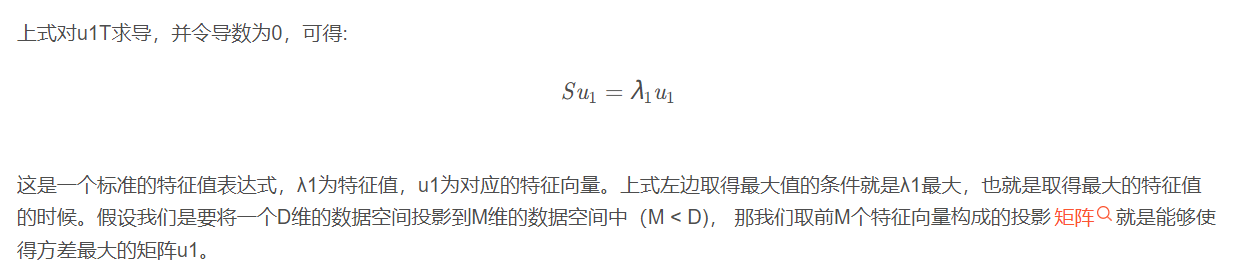 上式对u1T求导，并令导数为0，可得:
Su₁ = λ₁u₁
这是一个标准的特征值表达式，λ1为特征值，u1为对应的特征向量。上式左边取得最大值的条件就是λ1最大，也就是取得最大的特征值
的时候。假设我们是要将一个D维的数据空间投影到M维的数据空间中（M < D）， 那我们取前M个特征向量构成的投影矩阵就是能够使
得方差最大的矩阵u1。